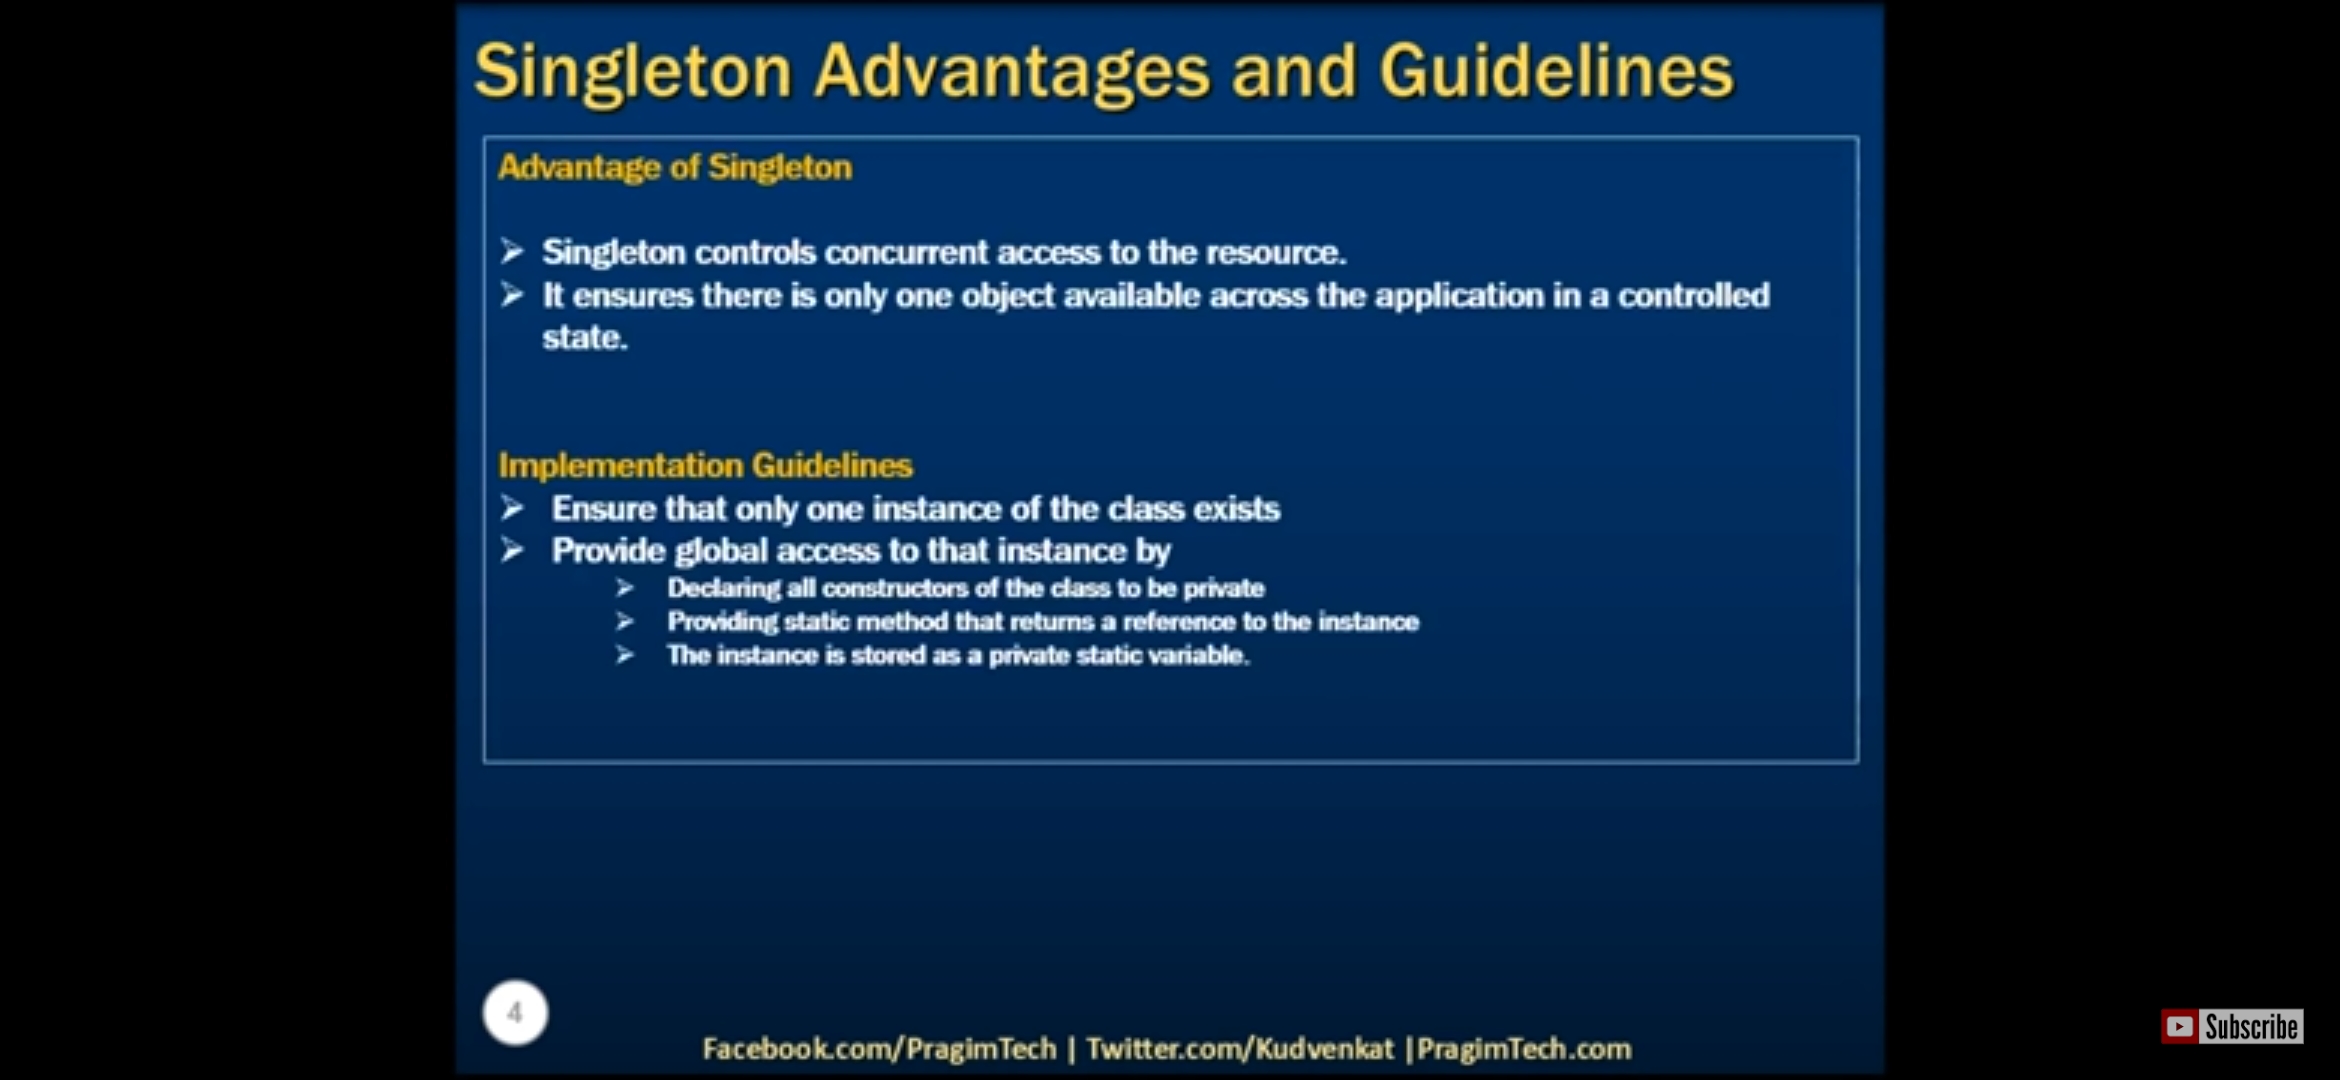 Singleton Advantages and Guidelines
Advantage of Singleton
➢ Singleton controls concurrent access to the resource.
➢ It ensures there is only one object available across the application in a controlled
state.
Implementation Guidelines
➢ Ensure that only one instance of the class exists
➢ Provide global access to that instance by
➢ Declaring all constructors of the class to be private
➢ Providing static method that returns a reference to the instance
➢ The instance is stored as a private static variable.
4
Facebook.com/PragimTech | Twitter.com/Kudvenkat |PragimTech.com
Subscribe